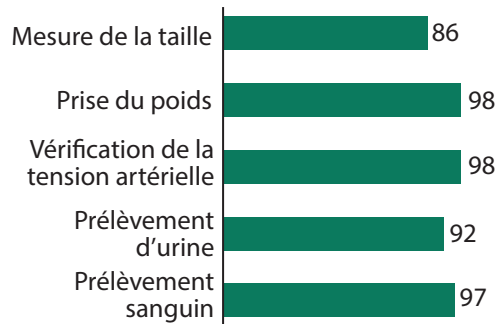 Mesure de la taille
86
Prise du poids
98
Vérification de la
tension artérielle
98
Prélèvement
d'urine
92
Prélèvement
sanguin
97